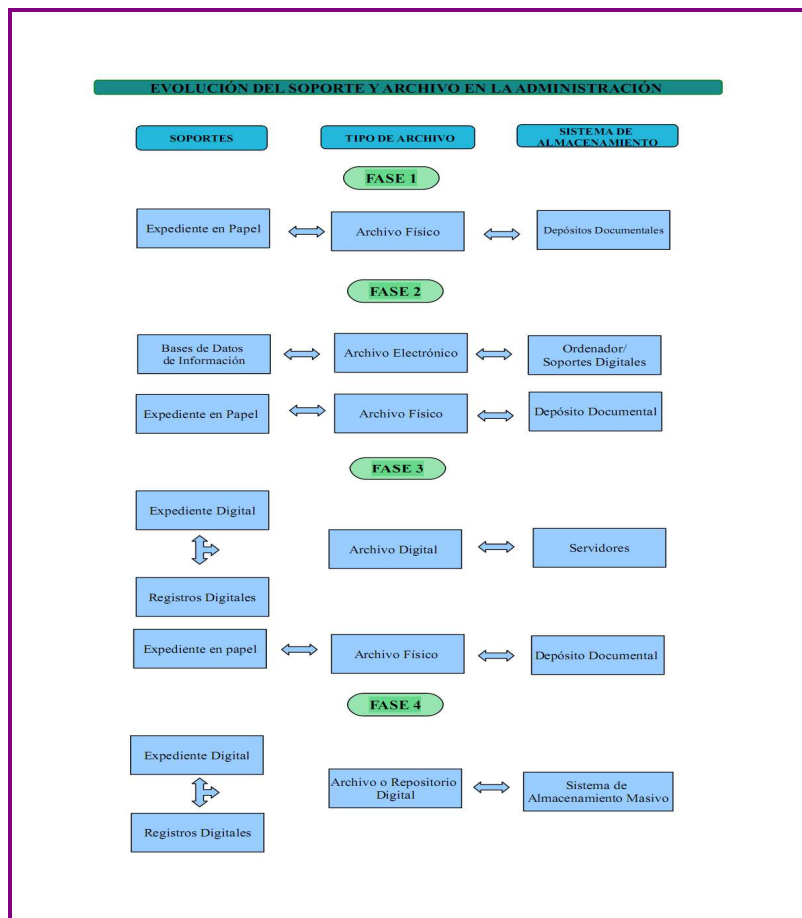 EVOLUCIÓN DEL SOPORTE Y ARCHIVO EN LA ADMINISTRACIÓN
SOPORTES
TIPO DE ARCHIVO
SISTEMA DE
ALMACENAMIENTO
FASE 1
Expediente en Papel
Archivo Físico
Depósitos Documentales
FASE 2
Bases de Datos
de Información
Archivo Electrónico
Ordenador/
Soportes Digitales
Expediente en Papel
Archivo Físico
Depósito Documental
FASE 3
Expediente Digital
Registros Digitales
Archivo Digital
Servidores
Expediente en papel
Archivo Físico
Depósito Documental
FASE 4
Expediente Digital
Registros Digitales
Archivo o Repositorio
Digital
Sistema de
Almacenamiento Masivo